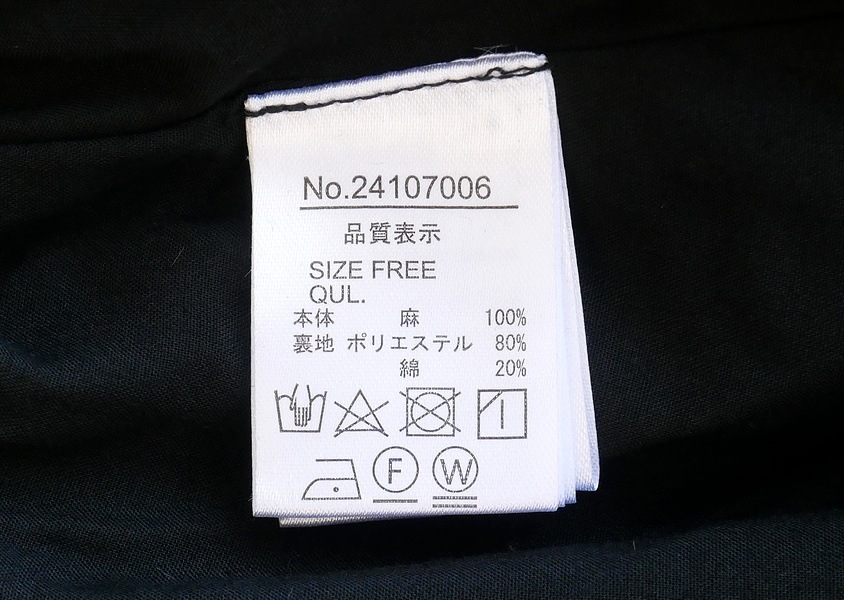 No.24107006
品質表示
SIZE FREE
QUL.
本体 麻 100%
裏地 ポリエステル 80%
綿 20%
F W